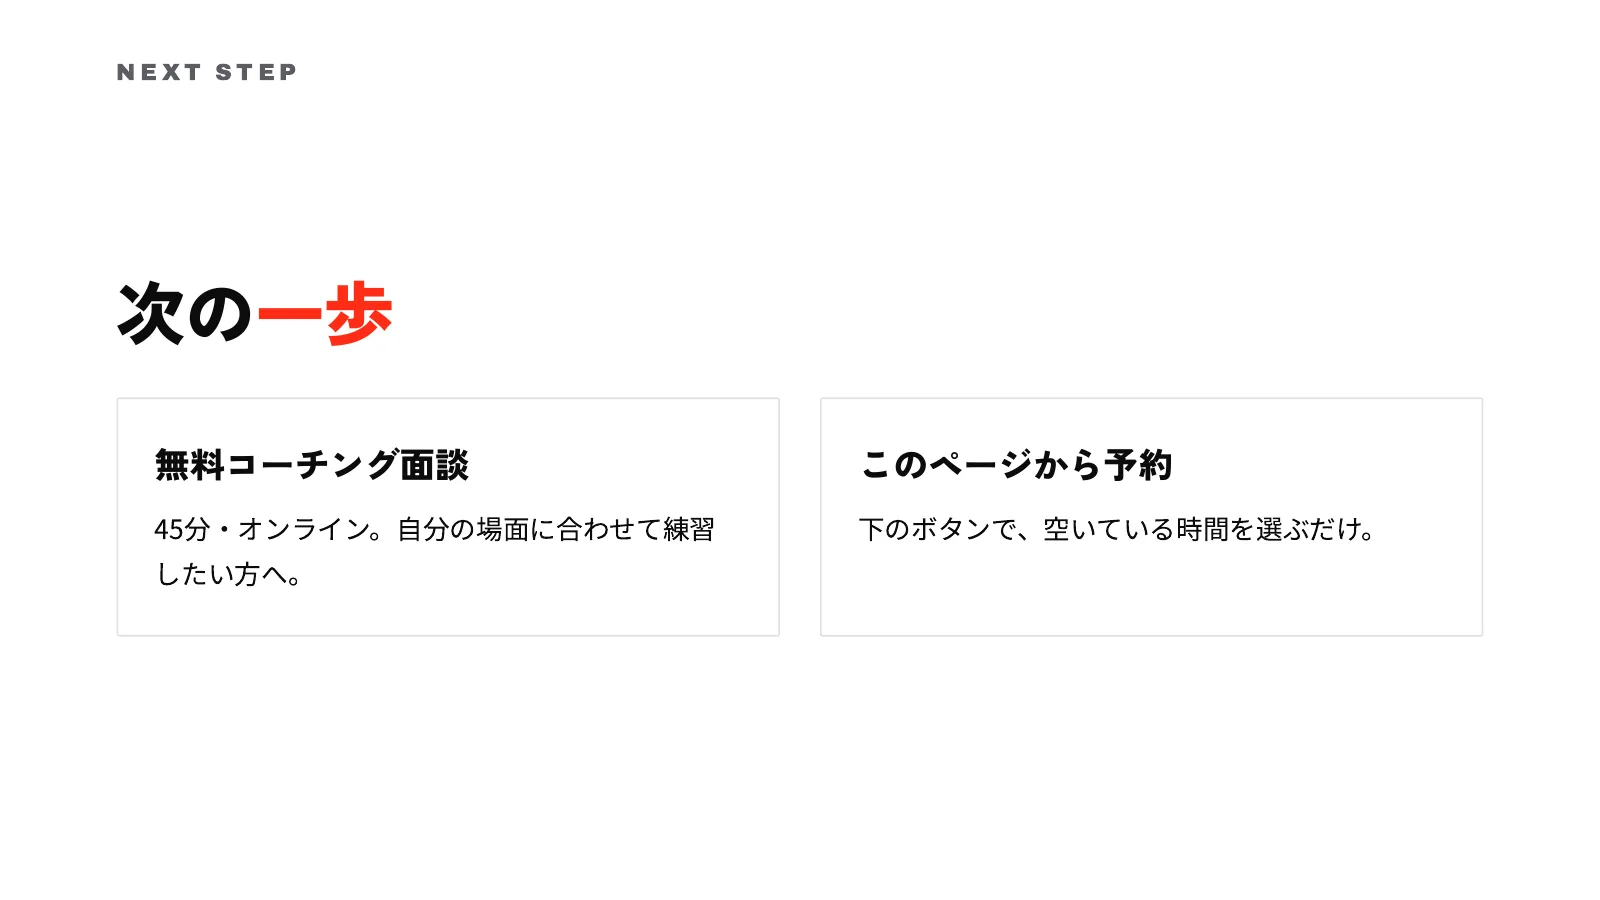 NEXT STEP
次の一歩
無料コーチング面談
45分・オンライン。自分の場面に合わせて練習
したい方へ。
このページから予約
下のボタンで、空いている時間を選ぶだけ。